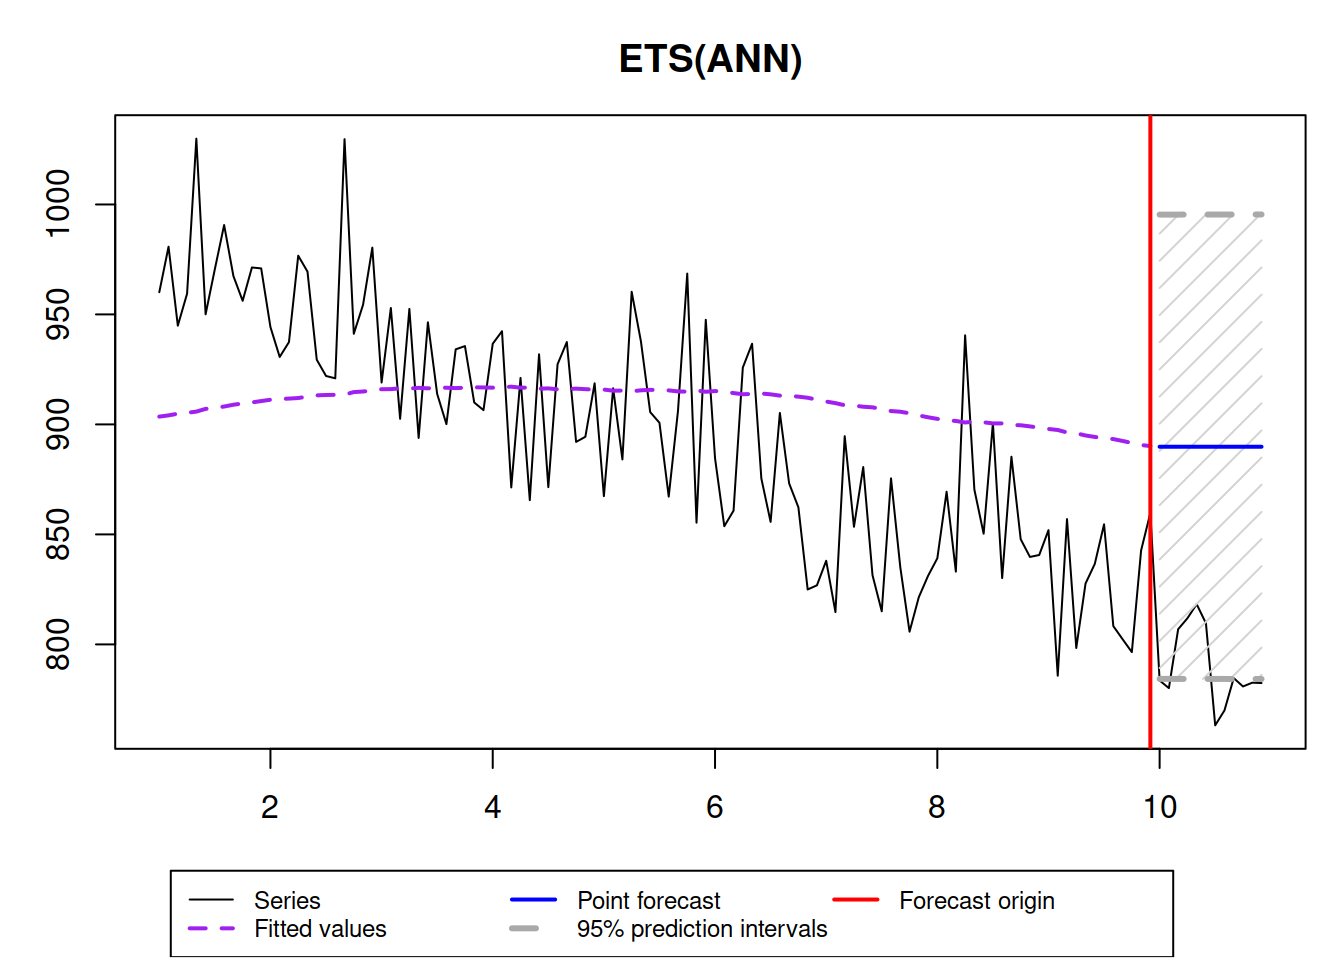 ETS(ANN)
1000
950
900
850
800
2 4 6 8 10
Series Point forecast Forecast origin
Fitted values 95% prediction intervals